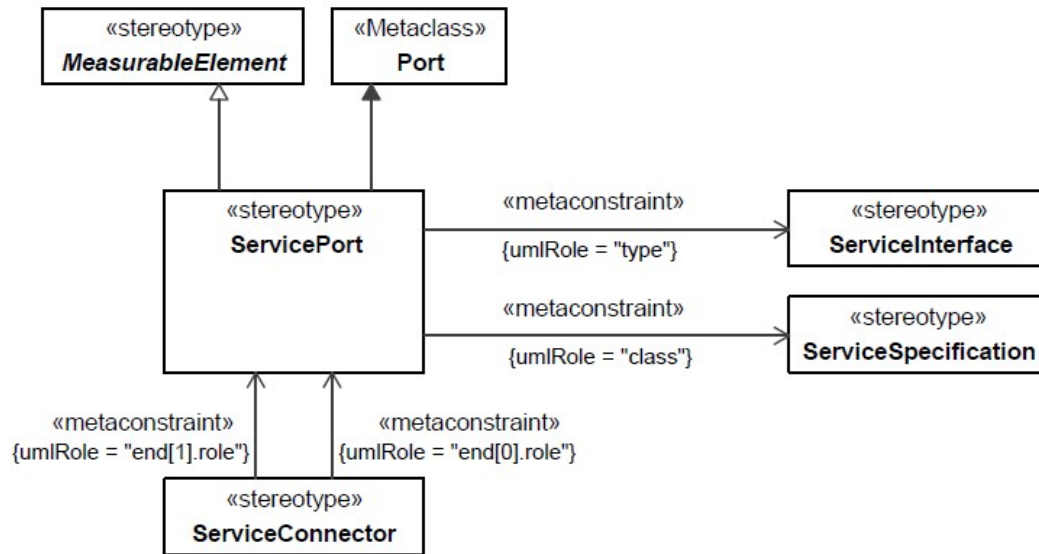 «stereotype»
MeasurableElement
«Metaclass»
Port
«stereotype»
ServicePort
«metaconstraint»
{umlRole = "type"}
«stereotype»
ServiceInterface
«metaconstraint»
{umlRole = "class"}
«stereotype»
ServiceSpecification
«metaconstraint»
{umlRole = "end[1].role"}
«metaconstraint»
{umlRole = "end[0].role"}
«stereotype»
ServiceConnector